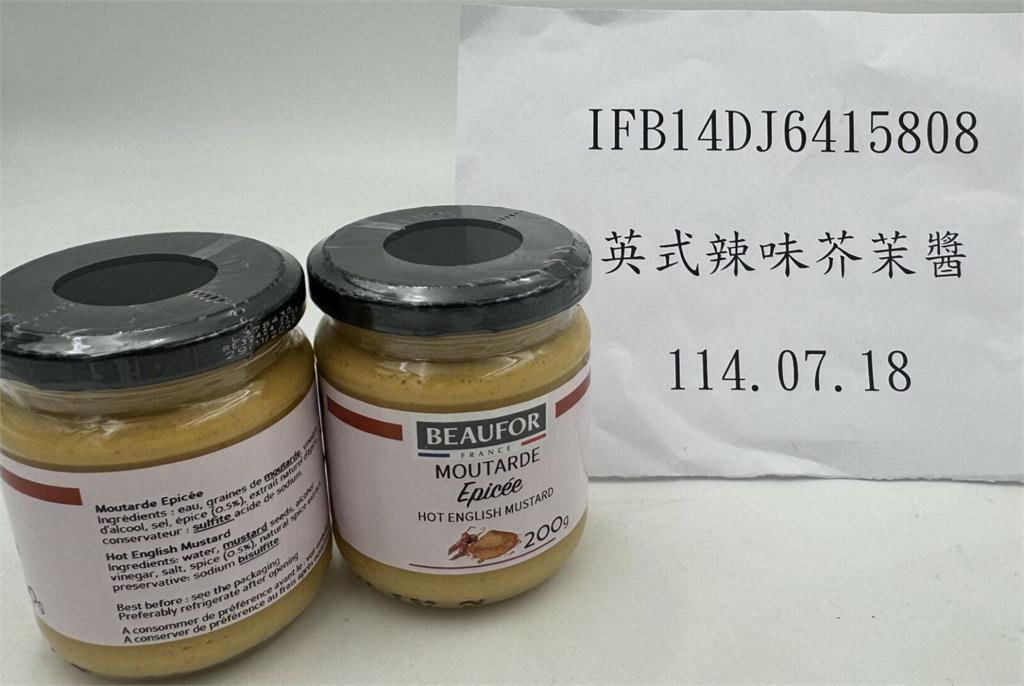 IFB14DJ6415808
英式辣味芥茉醬
114.07.18
BEAUFOR
FRANCE
MOUTARDE
Epicée
HOT ENGLISH MUSTARD
200g
Moutarde Epicée
Ingrédients : eau, graines de moutarde,
d'alcool, sel, épice (0.5%), extrait naturel
conservateur : sulfite acide de sodium.
Hot English Mustard
Ingredients: water, mustard seeds, alcohol
vinegar, salt, spice (0.5%), natural spice
preservative: sodium bisulfite
Best before : see the packaging
Preferably refrigerate after opening
A consommer de préférence avant le
A conserver de préférence au frais après